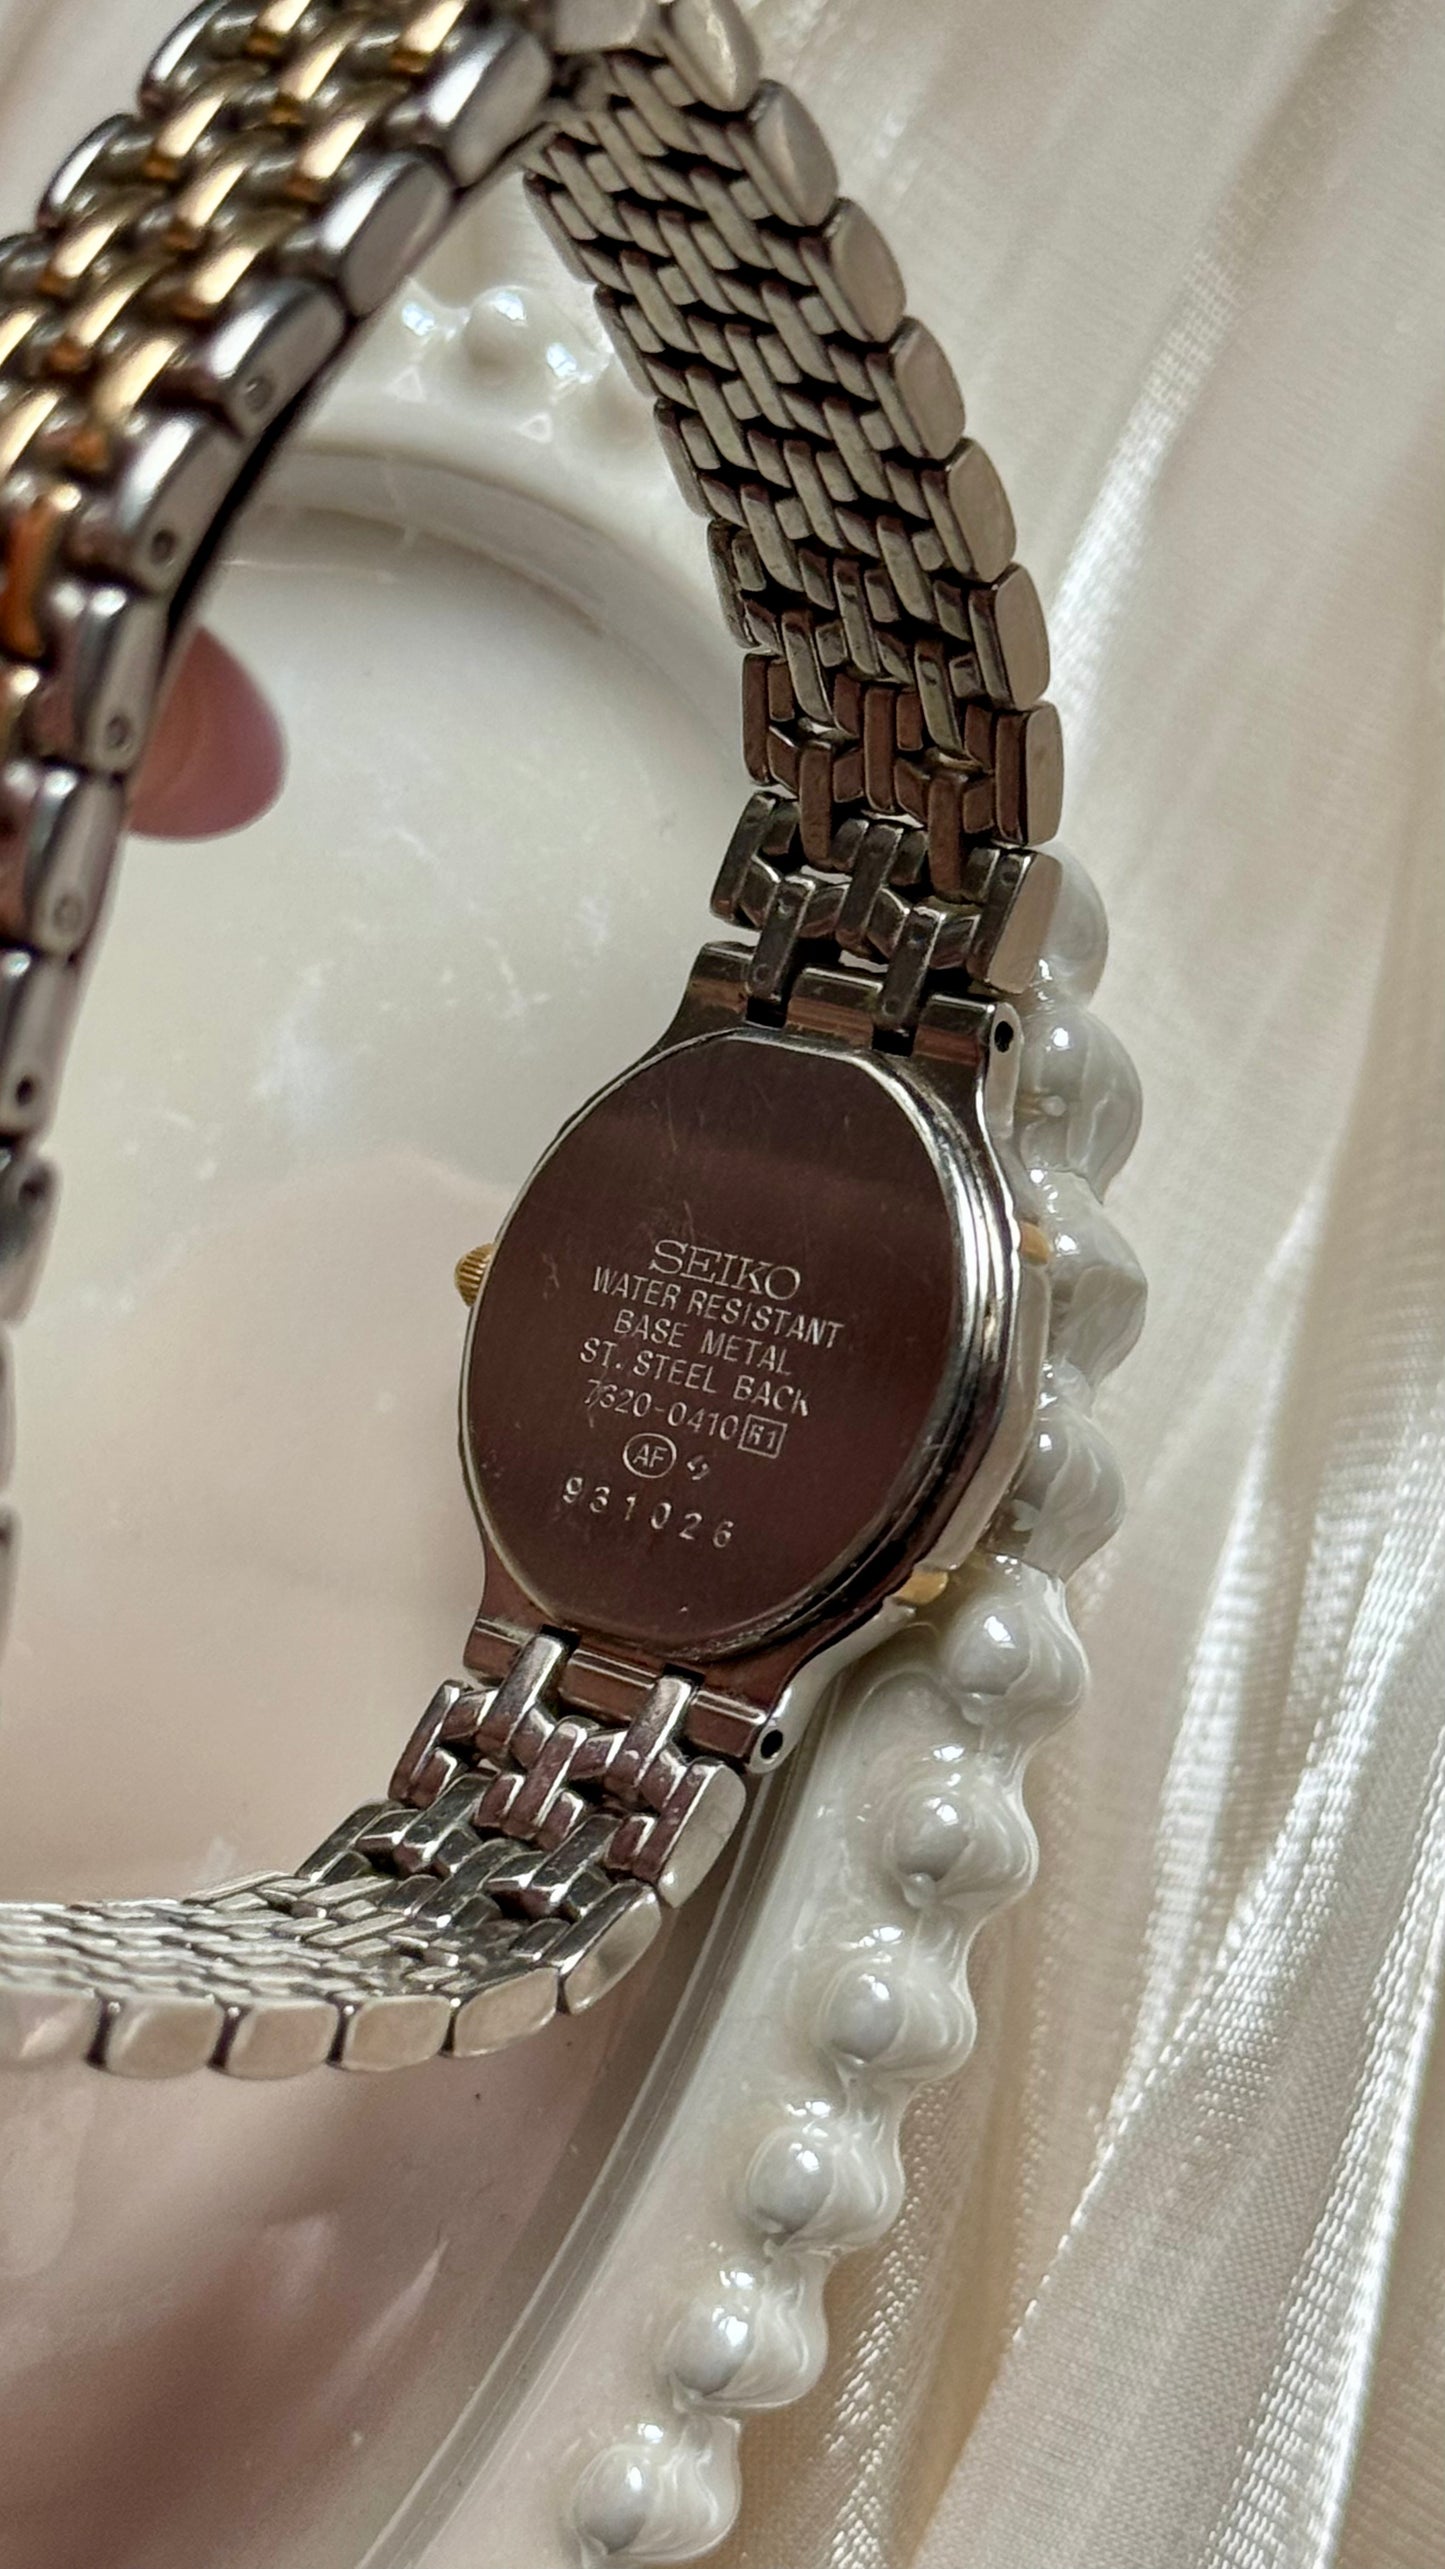 SEIKO
WATER RESISTANT
BASE METAL
ST. STEEL BACK
7320-0410 R1
AF
931026